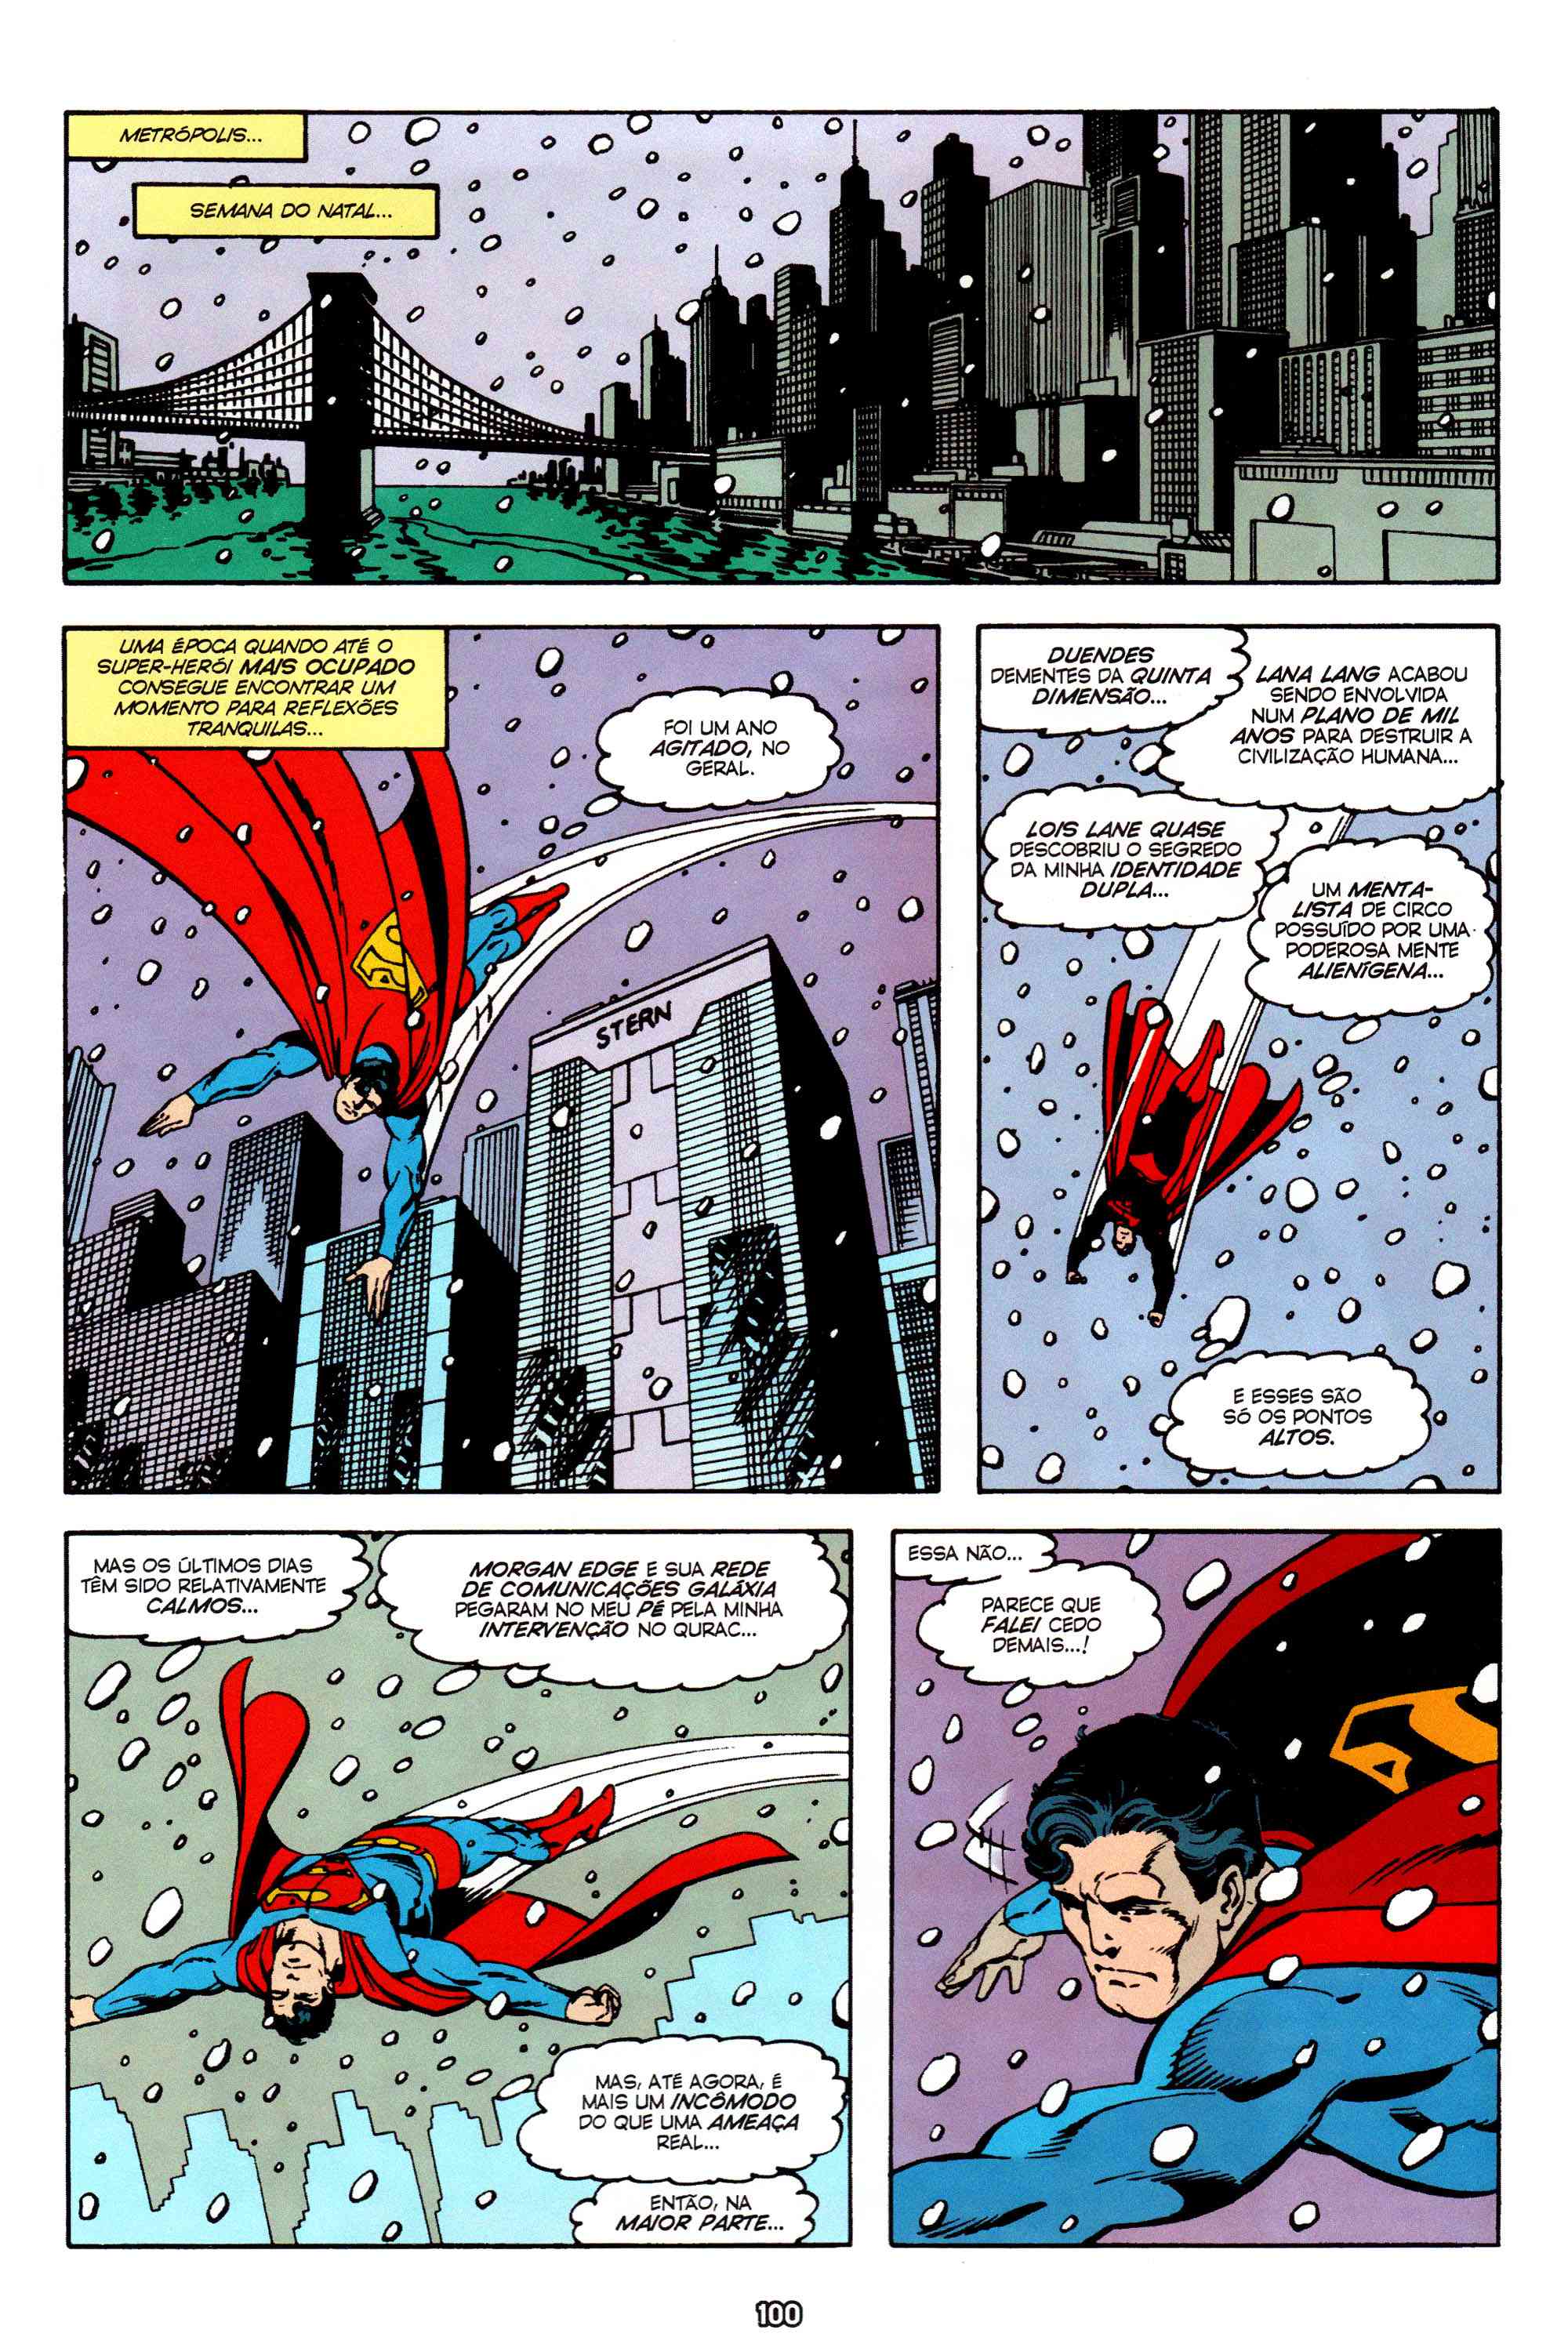 METRÓPOLIS...
SEMANA DO NATAL...
UMA ÉPOCA QUANDO ATÉ O
SUPER-HERÓI MAIS OCUPADO
CONSEGUE ENCONTRAR UM
MOMENTO PARA REFLEXÕES
TRANQUILAS...
FOI UM ANO
AGITADO, NO
GERAL.
STERN
DUENDES
DEMENTES DA QUINTA
DIMENSÃO...
LANA LANG ACABOU
SENDO ENVOLVIDA
NUM PLANO DE MIL
ANOS PARA DESTRUIR A
CIVILIZAÇÃO HUMANA...
LOIS LANE QUASE
DESCOBRIU O SEGREDO
DA MINHA IDENTIDADE
DUPLA...
UM MENTA-
LISTA DE CIRCO
POSSUÍDO POR UMA
PODEROSA MENTE
ALIENÍGENA...
E ESSES SÃO
SÓ OS PONTOS
ALTOS.
MAS OS ÚLTIMOS DIAS
TÊM SIDO RELATIVAMENTE
CALMOS...
MORGAN EDGE E SUA REDE
DE COMUNICAÇÕES GALÁXIA
PEGARAM NO MEU PÉ PELA MINHA
INTERVENÇÃO NO QURAC...
MAS, ATÉ AGORA, É
MAIS UM INCÔMODO
DO QUE UMA AMEAÇA
REAL...
ENTÃO, NA
MAIOR PARTE...
ESSA NÃO...
PARECE QUE
FALEI CEDO
DEMAIS...!
100